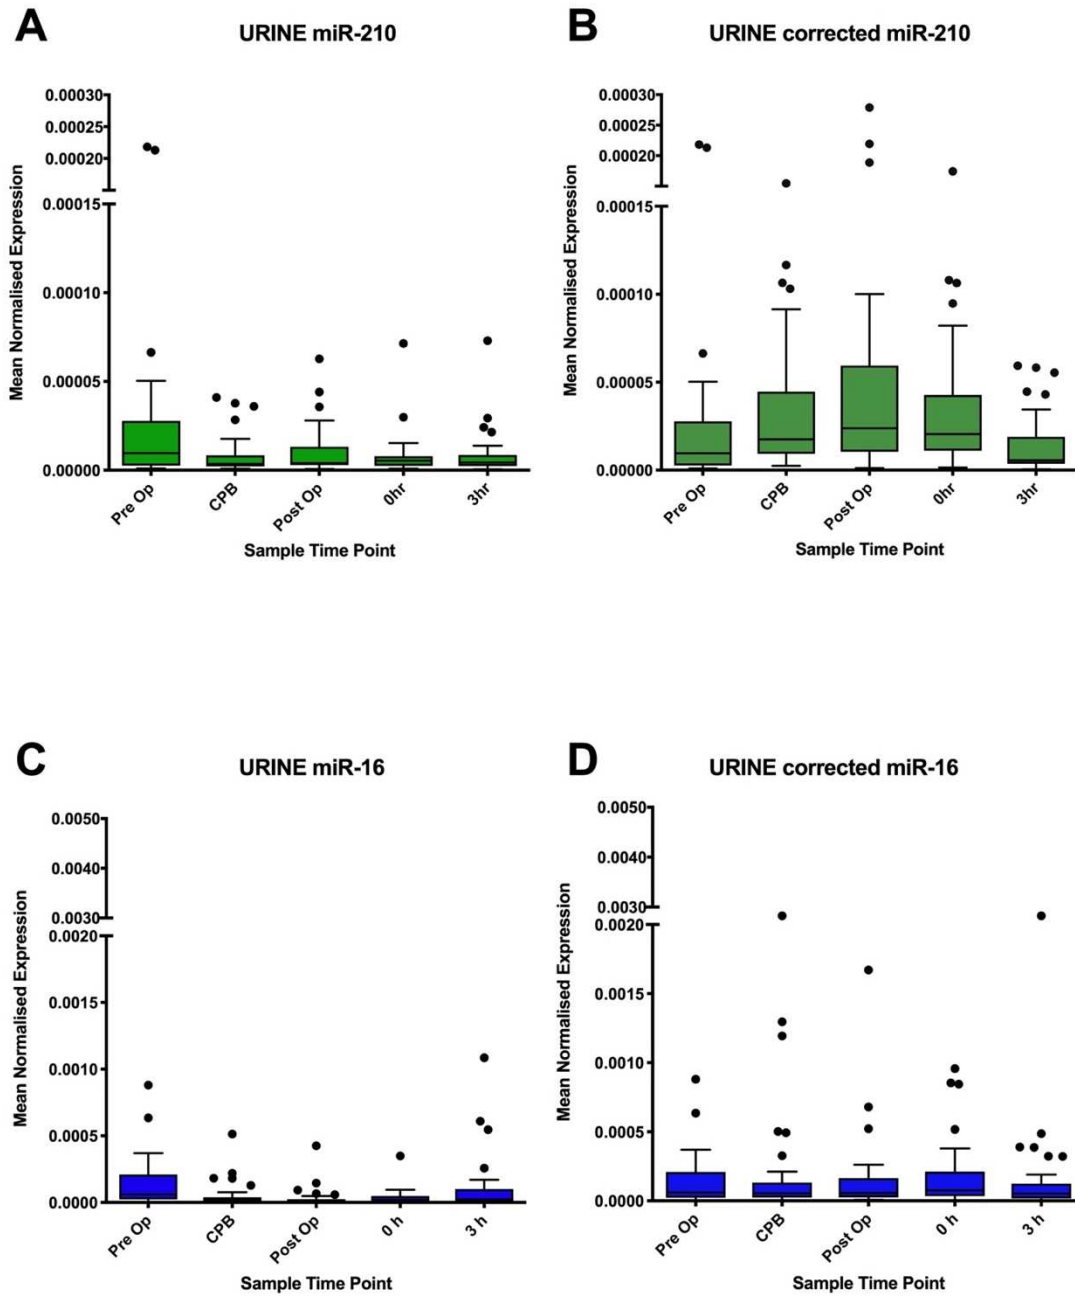 A
URINE miR-210
Mean Normalised Expression
0.00030
0.00025
0.00020
0.00015
0.00010
0.00005
0.00000
Pre Op
CPB
Post Op
0hr
3hr
Sample Time Point
B
URINE corrected miR-210
Mean Normalised Expression
0.00030
0.00025
0.00020
0.00015
0.00010
0.00005
0.00000
Pre Op
CPB
Post Op
0hr
3hr
Sample Time Point
C
URINE miR-16
Mean Normalised Expression
0.0050
0.0040
0.0030
0.0020
0.0015
0.0010
0.0005
0.0000
Pre Op
CPB
Post Op
0 h
3 h
Sample Time Point
D
URINE corrected miR-16
Mean Normalised Expression
0.0050
0.0040
0.0030
0.0020
0.0015
0.0010
0.0005
0.0000
Pre Op
CPB
Post Op
0 h
3 h
Sample Time Point